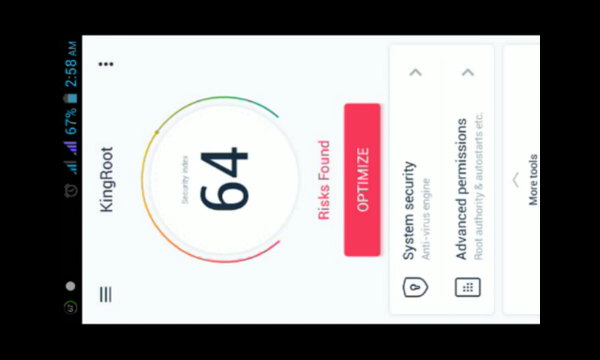 67% 2:58 AM
KingRoot
Security index
64
Risks Found
OPTIMIZE
System security
Anti-virus engine
Advanced permissions
Root authority & autostarts etc.
More tools